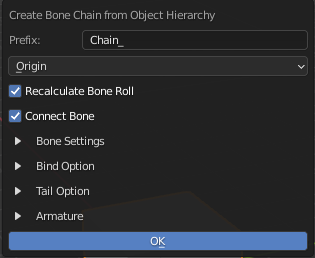 Create Bone Chain from Object Hierarchy
Prefix: Chain_
Origin
Recalculate Bone Roll
Connect Bone
Bone Settings
Bind Option
Tail Option
Armature
OK